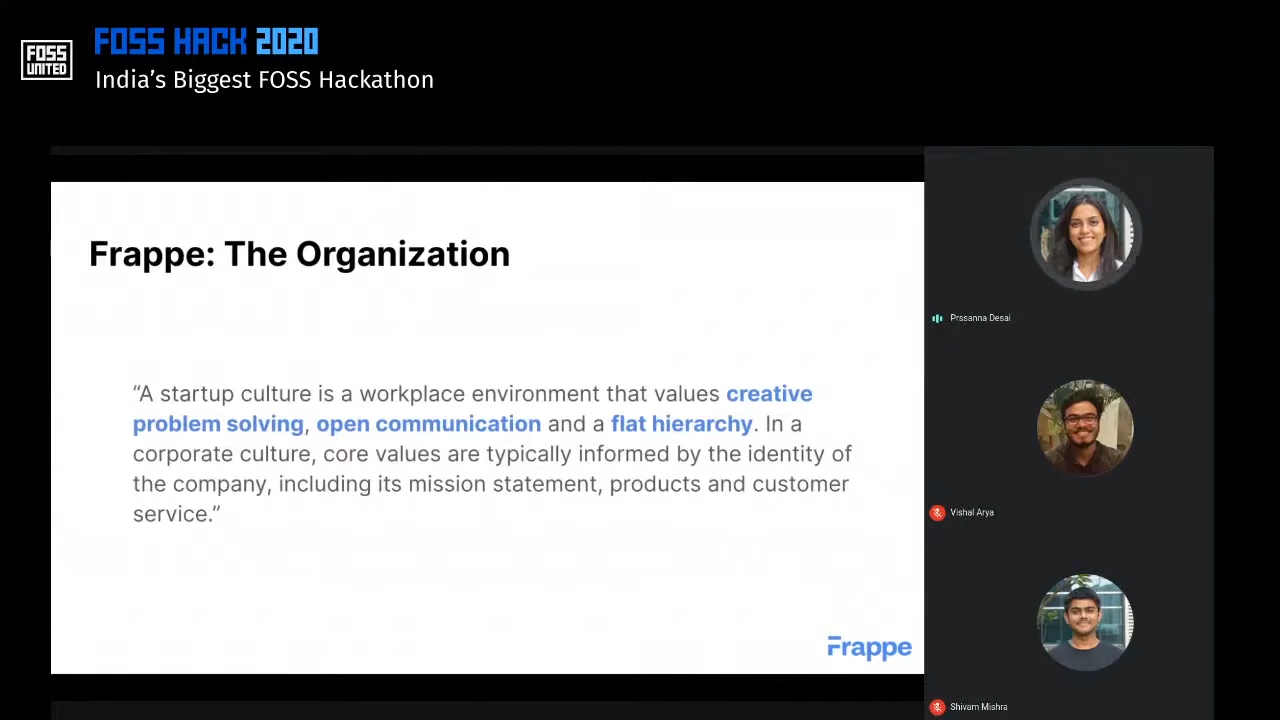 FOSS UNITED
FOSS HACK 2020
India's Biggest FOSS Hackathon
Frappe: The Organization
“A startup culture is a workplace environment that values creative
problem solving, open communication and a flat hierarchy. In a
corporate culture, core values are typically informed by the identity of
the company, including its mission statement, products and customer
service.”
Frappe
Prssanna Desai
Vishal Arya
Shivam Mishra